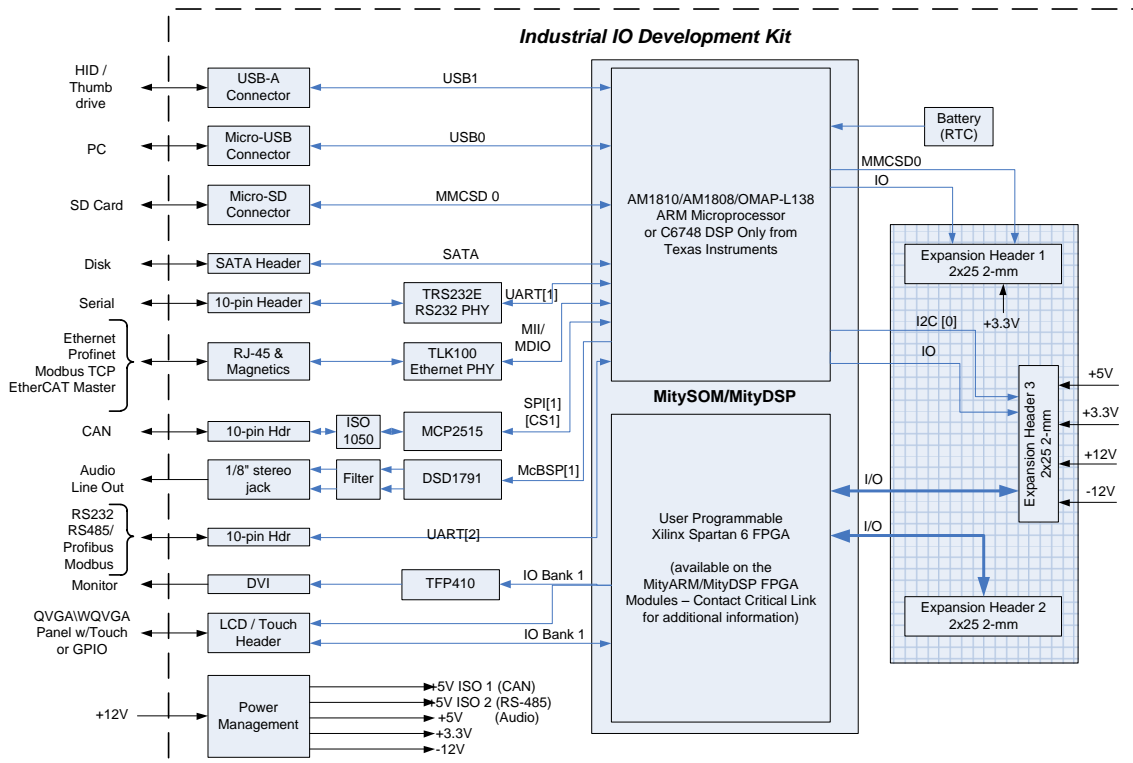 Industrial IO Development Kit
HID /
Thumb
drive
USB-A
Connector
USB1
PC
Micro-USB
Connector
USB0
SD Card
Micro-SD
Connector
MMCSD 0
Disk
SATA Header
SATA
Serial
10-pin Header
TRS232E
RS232 PHY
UART[1]
Ethernet
Profinet
Modbus TCP
EtherCAT Master
RJ-45 &
Magnetics
TLK100
Ethernet PHY
MII/
MDIO
CAN
10-pin Hdr
ISO
1050
MCP2515
SPI[1]
[CS1]
Audio
Line Out
1/8" stereo
jack
Filter
DSD1791
McBSP[1]
RS232
RS485/
Profibus
Modbus
10-pin Hdr
UART[2]
Monitor
DVI
TFP410
IO Bank 1
QVGA\WQVGA
Panel w/Touch
or GPIO
LCD / Touch
Header
IO Bank 1
+12V
Power
Management
+5V ISO 1 (CAN)
+5V ISO 2 (RS-485)
+5V
(Audio)
+3.3V
-12V
AM1810/AM1808/OMAP-L138
ARM Microprocessor
or C6748 DSP Only from
Texas Instruments
MitySOM/MityDSP
User Programmable
Xilinx Spartan 6 FPGA
(available on the
MityARM/MityDSP FPGA
Modules – Contact Critical Link
for additional information)
Battery
(RTC)
MMCSD0
IO
Expansion Header 1
2x25 2-mm
+3.3V
I2C [0]
IO
Expansion Header 3
2x25 2-mm
+5V
+3.3V
+12V
-12V
I/O
I/O
Expansion Header 2
2x25 2-mm